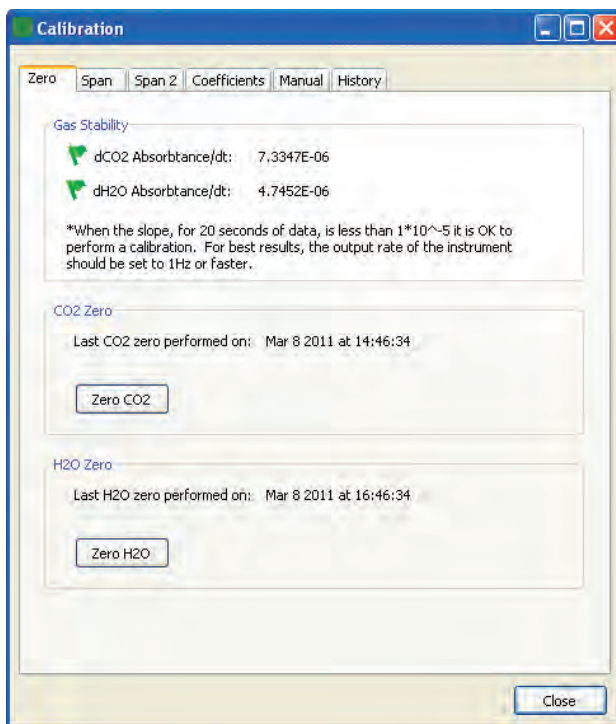 Calibration
Zero Span Span 2 Coefficients Manual History
Gas Stability
dCO2 Absorbtance/dt: 7.3347E-06
dH2O Absorbtance/dt: 4.7452E-06
*When the slope, for 20 seconds of data, is less than 1*10^-5 it is OK to
perform a calibration. For best results, the output rate of the instrument
should be set to 1Hz or faster.
CO2 Zero
Last CO2 zero performed on: Mar 8 2011 at 14:46:34
Zero CO2
H2O Zero
Last H2O zero performed on: Mar 8 2011 at 16:46:34
Zero H2O
Close